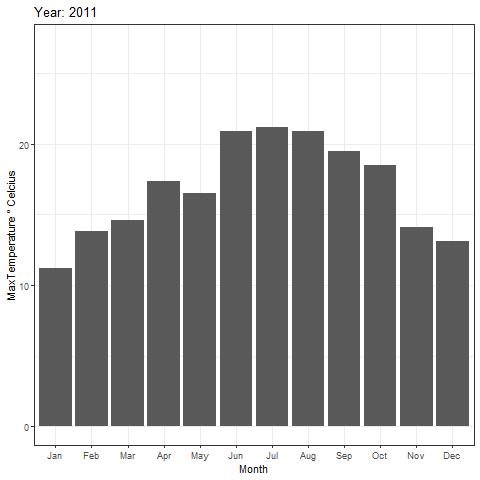 Year: 2011
MaxTemperature " Celcius
20
10
0
Jan Feb Mar Apr May Jun Jul Aug Sep Oct Nov Dec
Month